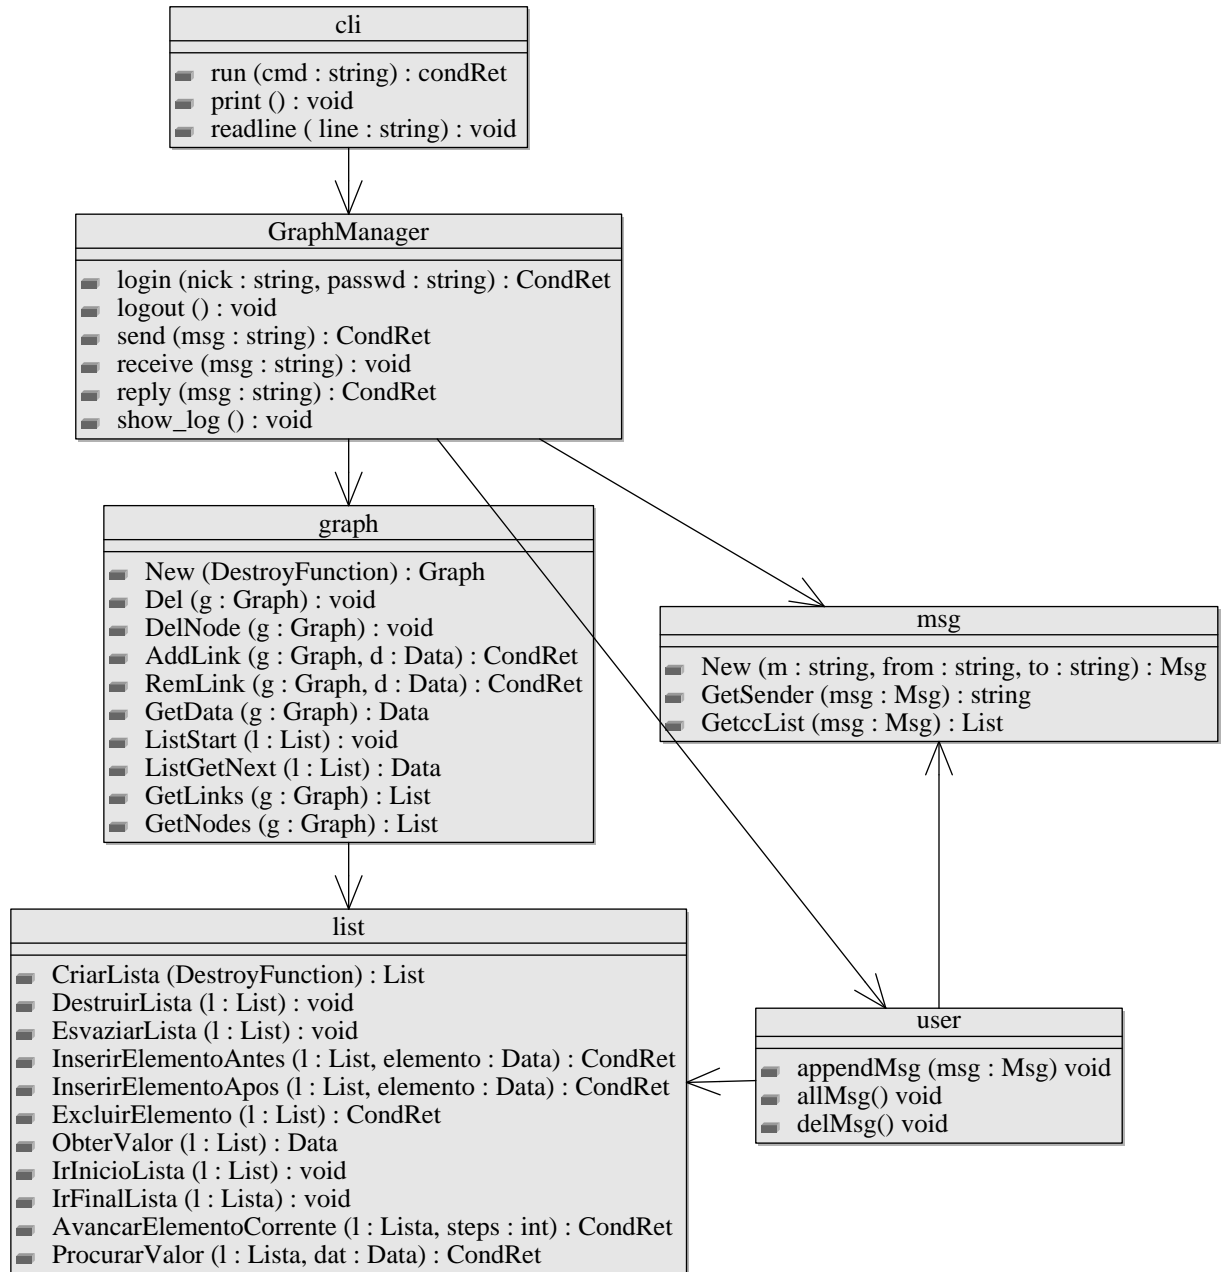 cli
run (cmd : string) : condRet
print () : void
readline ( line : string) : void
GraphManager
login (nick : string, passwd : string) : CondRet
logout () : void
send (msg : string) : CondRet
receive (msg : string) : void
reply (msg : string) : CondRet
show_log () : void
graph
New (DestroyFunction) : Graph
Del (g : Graph) : void
DelNode (g : Graph) : void
AddLink (g : Graph, d : Data) : CondRet
RemLink (g : Graph, d : Data) : CondRet
GetData (g : Graph) : Data
ListStart (l : List) : void
ListGetNext (l : List) : Data
GetLinks (g : Graph) : List
GetNodes (g : Graph) : List
msg
New (m : string, from : string, to : string) : Msg
GetSender (msg : Msg) : string
GetccList (msg : Msg) : List
list
CriarLista (DestroyFunction) : List
DestruirLista (l : List) : void
EsvaziarLista (l : List) : void
InserirElementoAntes (l : List, elemento : Data) : CondRet
InserirElementoApos (l : List, elemento : Data) : CondRet
ExcluirElemento (l : List) : CondRet
ObterValor (l : List) : Data
IrInicioLista (l : List) : void
IrFinalLista (l : Lista) : void
AvancarElementoCorrente (l : Lista, steps : int) : CondRet
ProcurarValor (l : Lista, dat : Data) : CondRet
user
appendMsg (msg : Msg) void
allMsg() void
delMsg() void